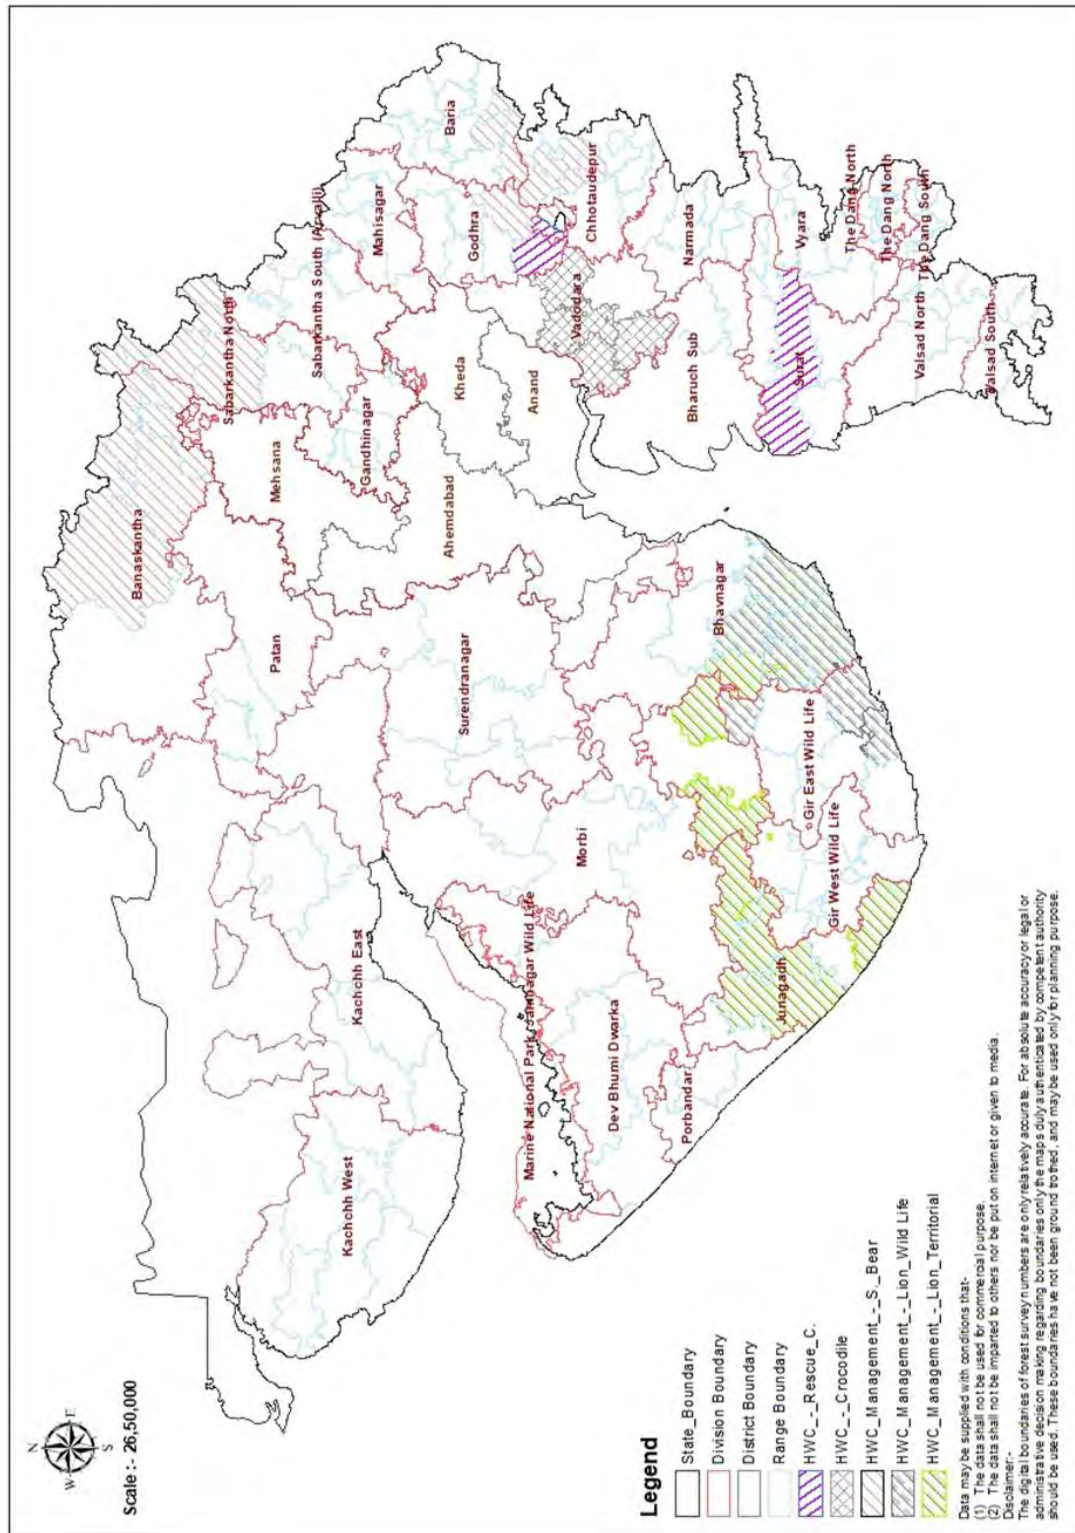 N
W
E
S
Scale :- 26,50,000
Banaskantha
Sabarkantha North
Sabarkantha South (Arvalli)
Mehsana
Patan
Gandhinagar
Mahisagar
Baria
Godhra
Kheda
Anand
Ahemdabad
Chhotaudepur
Vadodara
Narmada
Bharuch Sub
Surat
Vyara
The Dang North
The Dang North
The Dang South
Valsad North
Valsad South
Surendranagar
Bhavnagar
Morbi
Kachchh East
Kachchh West
Marine National Park Jamnagar Wild Life
Dev Bhumi Dwarka
Porbandar
Junagadh
Gir East Wild Life
Gir West Wild Life
Legend
State_Boundary
Division Boundary
District Boundary
Range Boundary
HWC_-_Rescue_C.
HWC_-_Crocodile
HWC_Management_-_S._Bear
HWC_Management_-_Lion_Wild Life
HWC_Management_-_Lion_Territorial
Data may be supplied with conditions that-
(1) The data shall not be used for commercial purpose.
(2) The data shall not be imparted to others nor be put on internet or given to media.
Disclaimer:-
The digital boundaries of forest survey numbers are only relatively accurate. For absolute accuracy or legal or
administrative decision making regarding boundaries only the maps duly authenticated by competent authority
should be used. These boundaries have not been ground trothed, and may be used only for planning purpose.